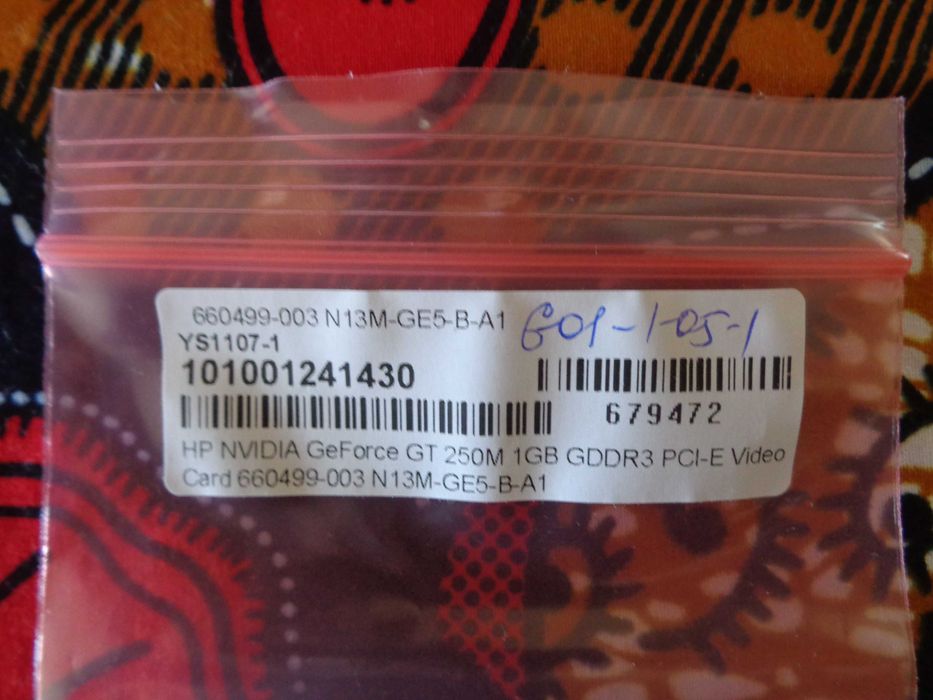 660499-003 N13M-GE5-B-A1
G01-1-05-1
YS1107-1
101001241430
679472
HP NVIDIA GeForce GT 250M 1GB GDDR3 PCI-E Video
Card 660499-003 N13M-GE5-B-A1